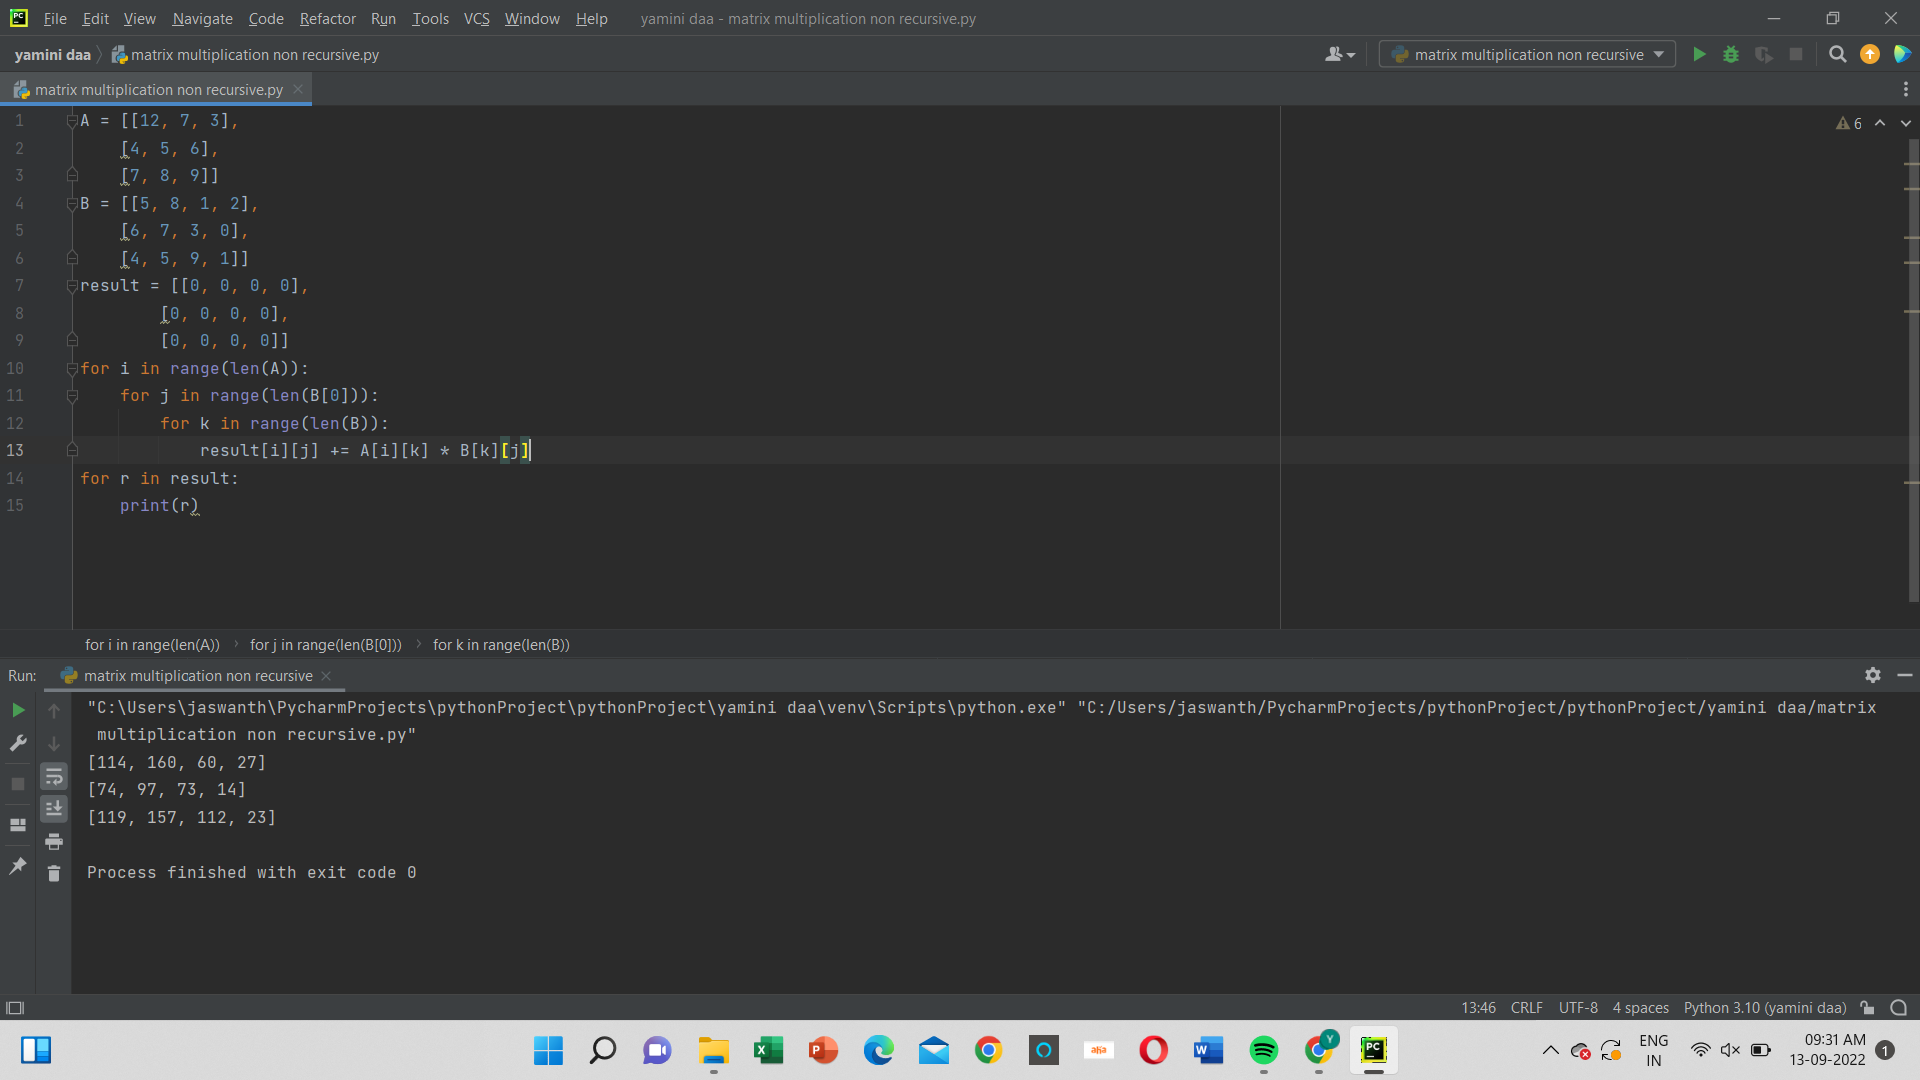 File Edit View Navigate Code Refactor Run Tools VCS Window Help yamini daa - matrix multiplication non recursive.py
yamini daa matrix multiplication non recursive.py matrix multiplication non recursive
matrix multiplication non recursive.py
1 A = [[12, 7, 3], 6
2 [4, 5, 6],
3 [7, 8, 9]]
4 B = [[5, 8, 1, 2],
5 [6, 7, 3, 0],
6 [4, 5, 9, 1]]
7 result = [[0, 0, 0, 0],
8 [0, 0, 0, 0],
9 [0, 0, 0, 0]]
10 for i in range(len(A)):
11 for j in range(len(B[0])):
12 for k in range(len(B)):
13 result[i][j] += A[i][k] * B[k][j]
14 for r in result:
15 print(r)
for i in range(len(A)) for j in range(len(B[0])) for k in range(len(B))
Run: matrix multiplication non recursive
"C:\Users\jaswanth\PycharmProjects\pythonProject\pythonProject\yamini daa\venv\Scripts\python.exe" "C:/Users/jaswanth/PycharmProjects/pythonProject/pythonProject/yamini daa/matrix
multiplication non recursive.py"
[114, 160, 60, 27]
[74, 97, 73, 14]
[119, 157, 112, 23]
Process finished with exit code 0
13:46 CRLF UTF-8 4 spaces Python 3.10 (yamini daa)
ENG 09:31 AM
IN 13-09-2022 1
PC
X P aha W Y PC